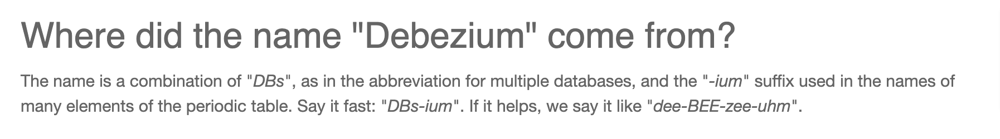 Where did the name "Debezium" come from?
The name is a combination of "DBs", as in the abbreviation for multiple databases, and the "-ium" suffix used in the names of
many elements of the periodic table. Say it fast: "DBs-ium". If it helps, we say it like "dee-BEE-zee-uhm".